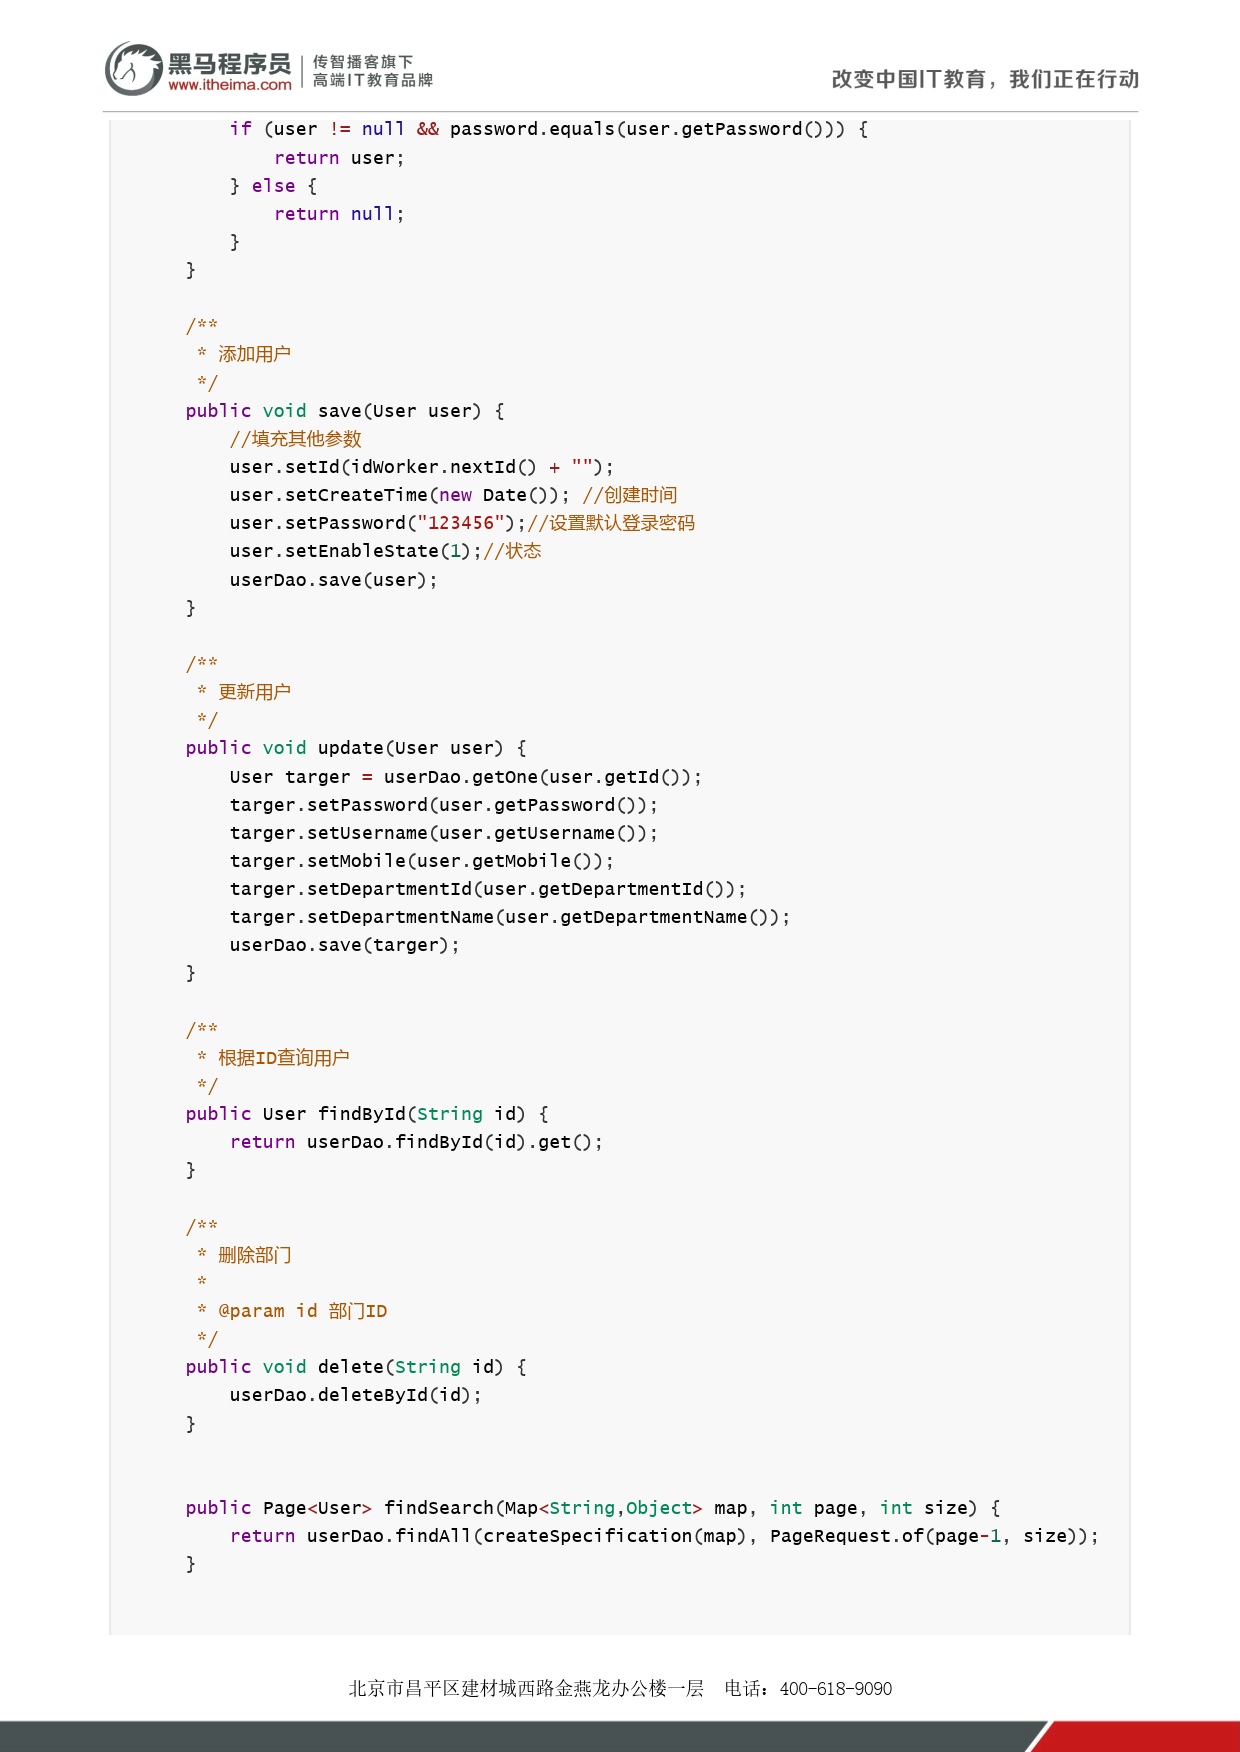 黑马程序员
www.itheima.com
传智播客旗下
高端IT教育品牌
改变中国IT教育，我们正在行动
        if (user != null && password.equals(user.getPassword())) {
            return user;
        } else {
            return null;
        }
    }

    /**
     * 添加用户
     */
    public void save(User user) {
        //填充其他参数
        user.setId(idWorker.nextId() + "");
        user.setCreateTime(new Date()); //创建时间
        user.setPassword("123456");//设置默认登录密码
        user.setEnableState(1);//状态
        userDao.save(user);
    }

    /**
     * 更新用户
     */
    public void update(User user) {
        User targer = userDao.getOne(user.getId());
        targer.setPassword(user.getPassword());
        targer.setUsername(user.getUsername());
        targer.setMobile(user.getMobile());
        targer.setDepartmentId(user.getDepartmentId());
        targer.setDepartmentName(user.getDepartmentName());
        userDao.save(targer);
    }

    /**
     * 根据ID查询用户
     */
    public User findById(String id) {
        return userDao.findById(id).get();
    }

    /**
     * 删除部门
     *
     * @param id 部门ID
     */
    public void delete(String id) {
        userDao.deleteById(id);
    }


    public Page<User> findSearch(Map<String,Object> map, int page, int size) {
        return userDao.findAll(createSpecification(map), PageRequest.of(page-1, size));
    }

北京市昌平区建材城西路金燕龙办公楼一层 电话：400-618-9090